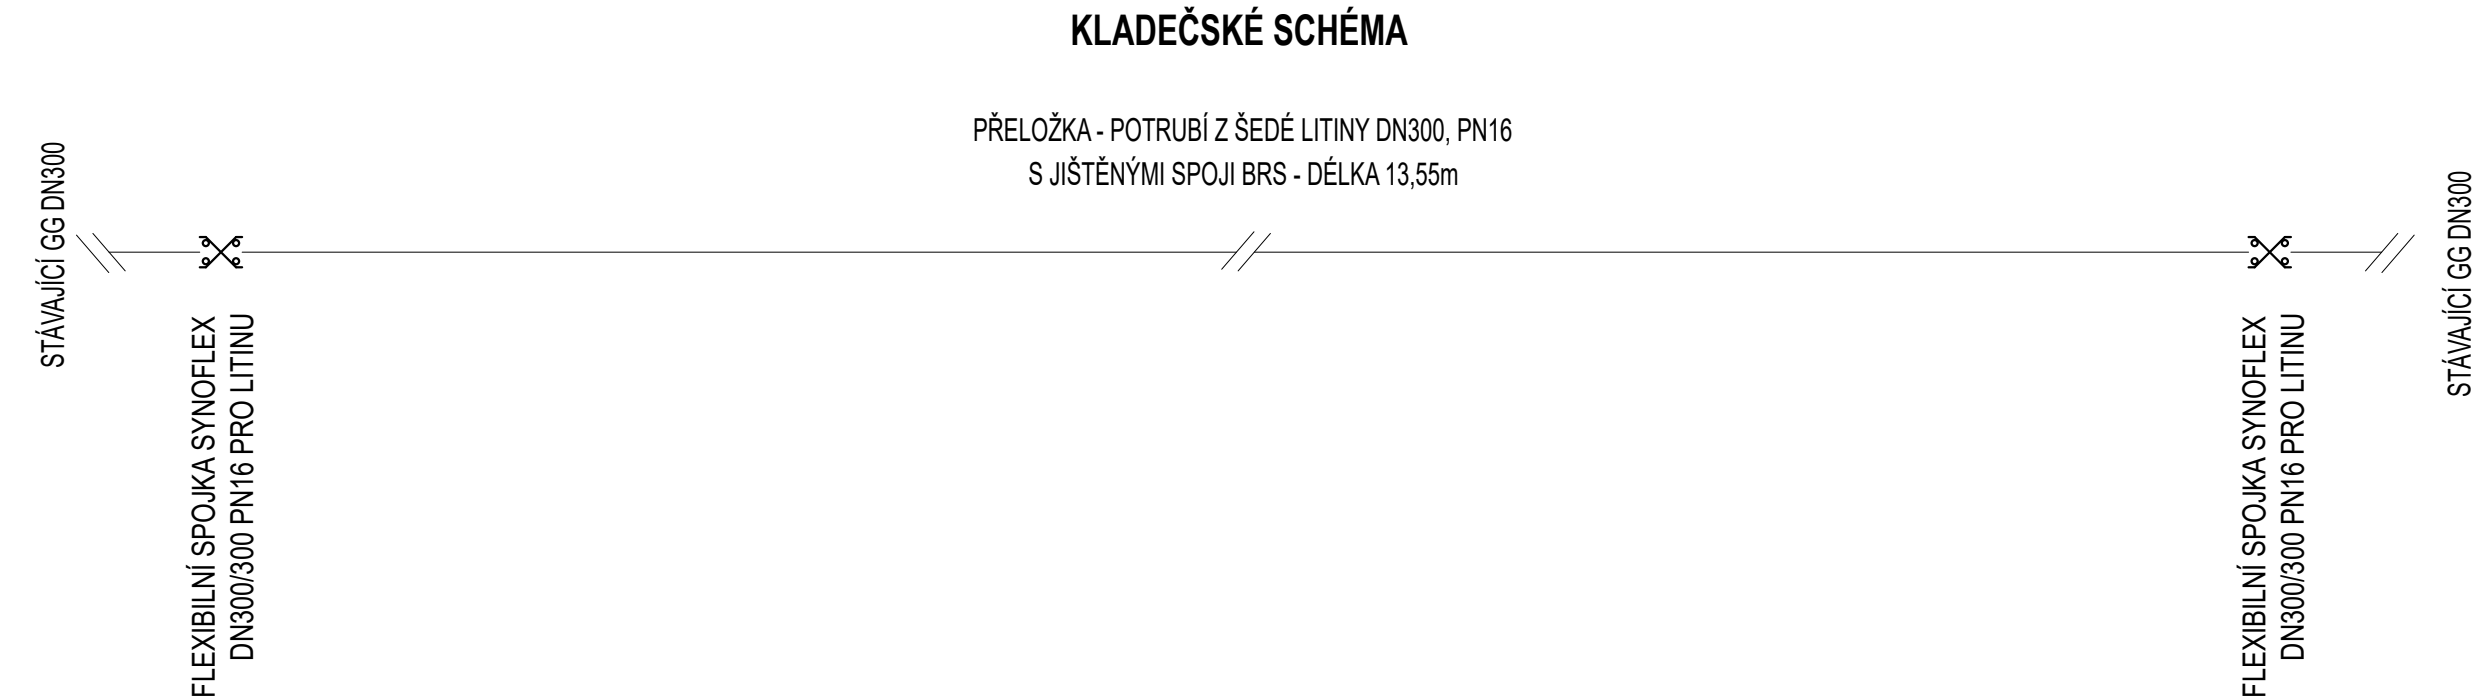 KLADEČSKÉ SCHÉMA
PŘELOŽKA - POTRUBÍ Z ŠEDÉ LITINY DN300, PN16
S JIŠTĚNÝMI SPOJI BRS - DÉLKA 13,55m
STÁVAJÍCÍ GG DN300
FLEXIBILNÍ SPOJKA SYNOFLEX
DN300/300 PN16 PRO LITINU
FLEXIBILNÍ SPOJKA SYNOFLEX
DN300/300 PN16 PRO LITINU
STÁVAJÍCÍ GG DN300